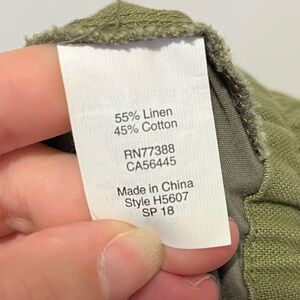 55% Linen
45% Cotton
RN77388
CA56445
Made in China
Style H5607
SP 18